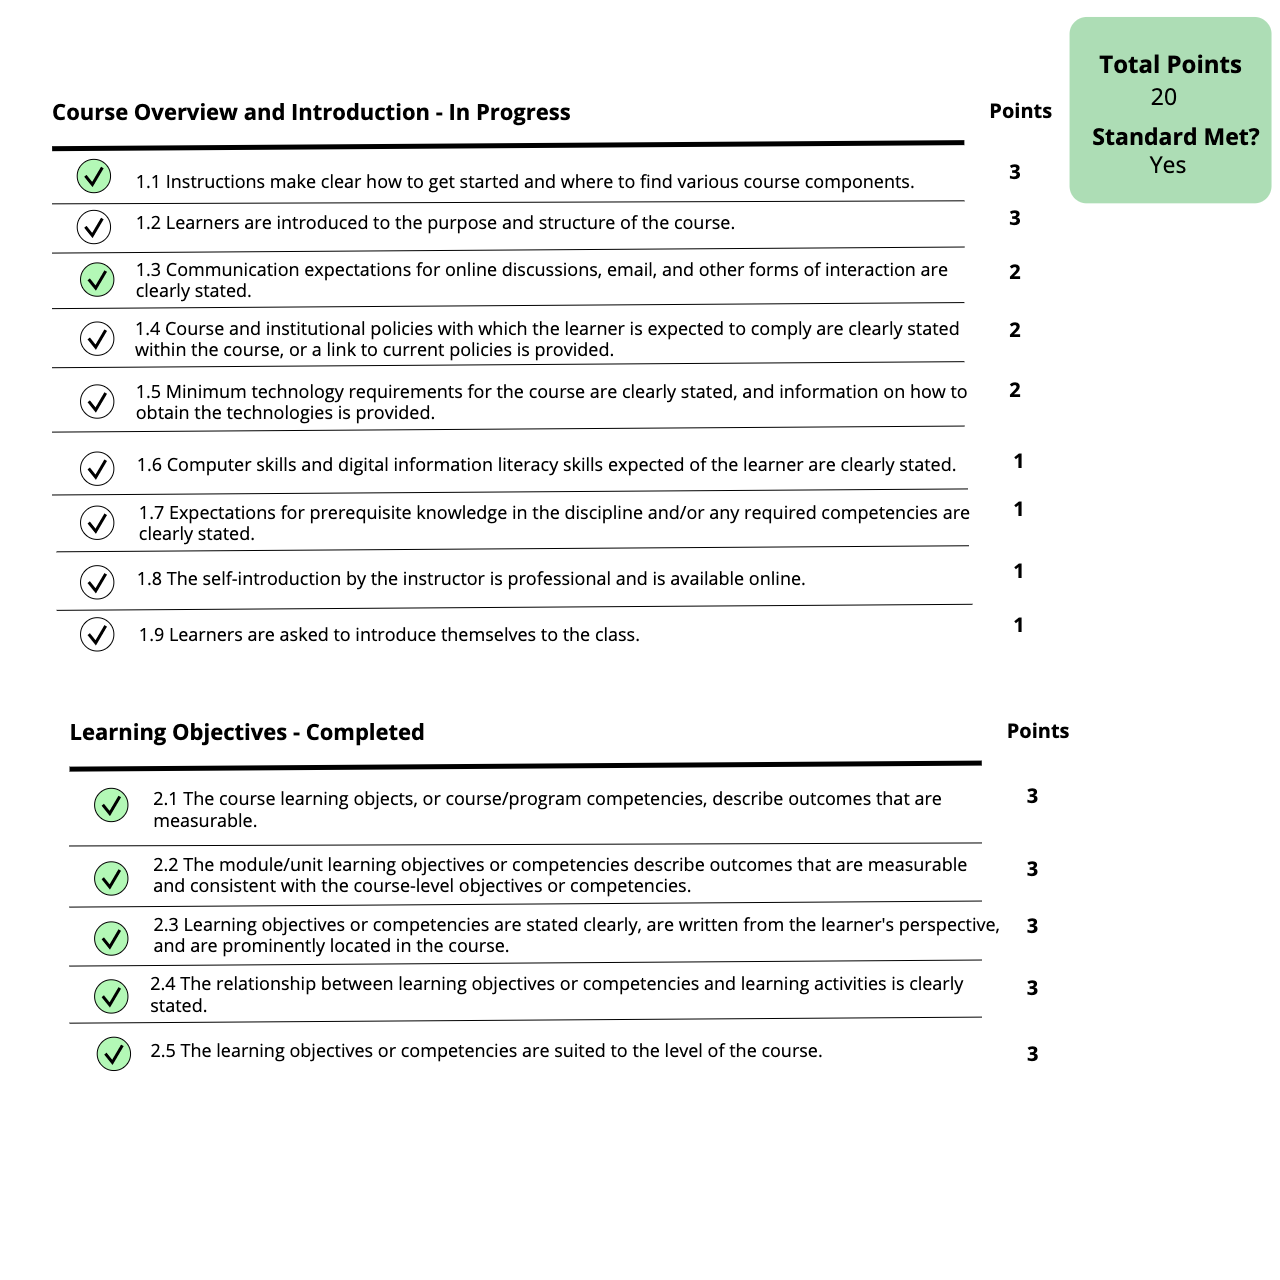 Total Points
20
Standard Met?
Yes
Course Overview and Introduction - In Progress
Points
1.1 Instructions make clear how to get started and where to find various course components.
3
1.2 Learners are introduced to the purpose and structure of the course.
3
1.3 Communication expectations for online discussions, email, and other forms of interaction are
clearly stated.
2
1.4 Course and institutional policies with which the learner is expected to comply are clearly stated
within the course, or a link to current policies is provided.
2
1.5 Minimum technology requirements for the course are clearly stated, and information on how to
obtain the technologies is provided.
2
1.6 Computer skills and digital information literacy skills expected of the learner are clearly stated.
1
1.7 Expectations for prerequisite knowledge in the discipline and/or any required competencies are
clearly stated.
1
1.8 The self-introduction by the instructor is professional and is available online.
1
1.9 Learners are asked to introduce themselves to the class.
1
Learning Objectives - Completed
Points
2.1 The course learning objects, or course/program competencies, describe outcomes that are
measurable.
3
2.2 The module/unit learning objectives or competencies describe outcomes that are measurable
and consistent with the course-level objectives or competencies.
3
2.3 Learning objectives or competencies are stated clearly, are written from the learner's perspective,
and are prominently located in the course.
3
2.4 The relationship between learning objectives or competencies and learning activities is clearly
stated.
3
2.5 The learning objectives or competencies are suited to the level of the course.
3